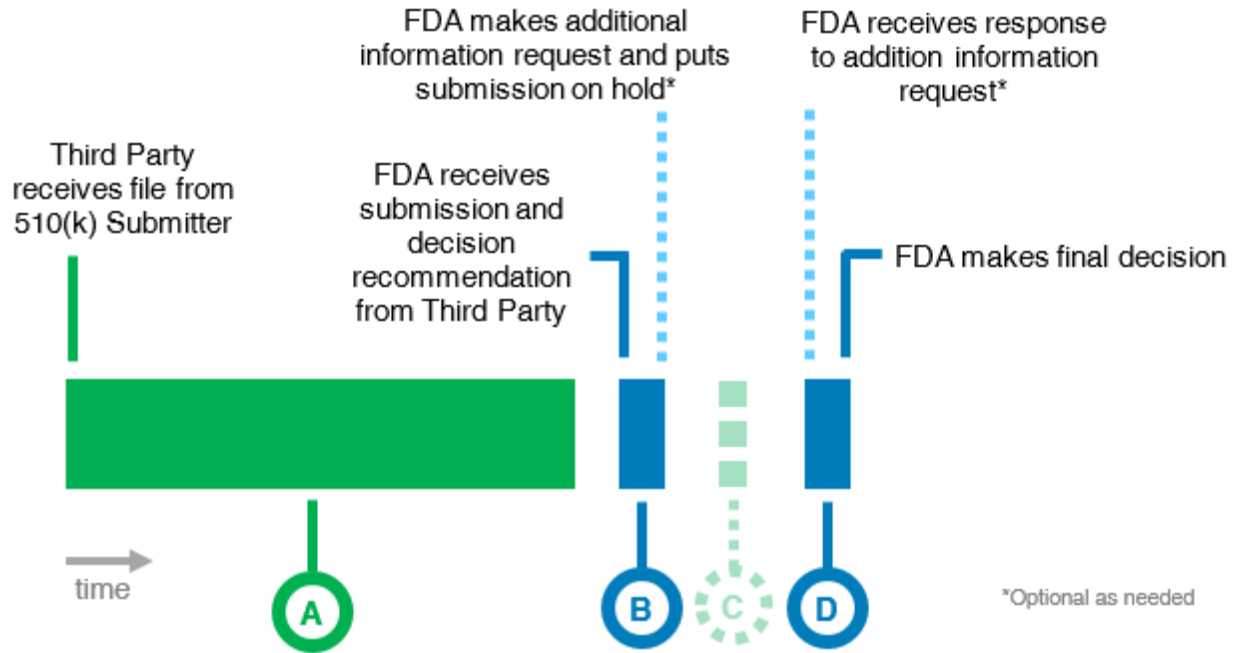 FDA makes additional
information request and puts
submission on hold*
FDA receives response
to addition information
request*
Third Party
receives file from
510(k) Submitter
FDA receives
submission and
decision
recommendation
from Third Party
FDA makes final decision
time
A
B
C
D
*Optional as needed